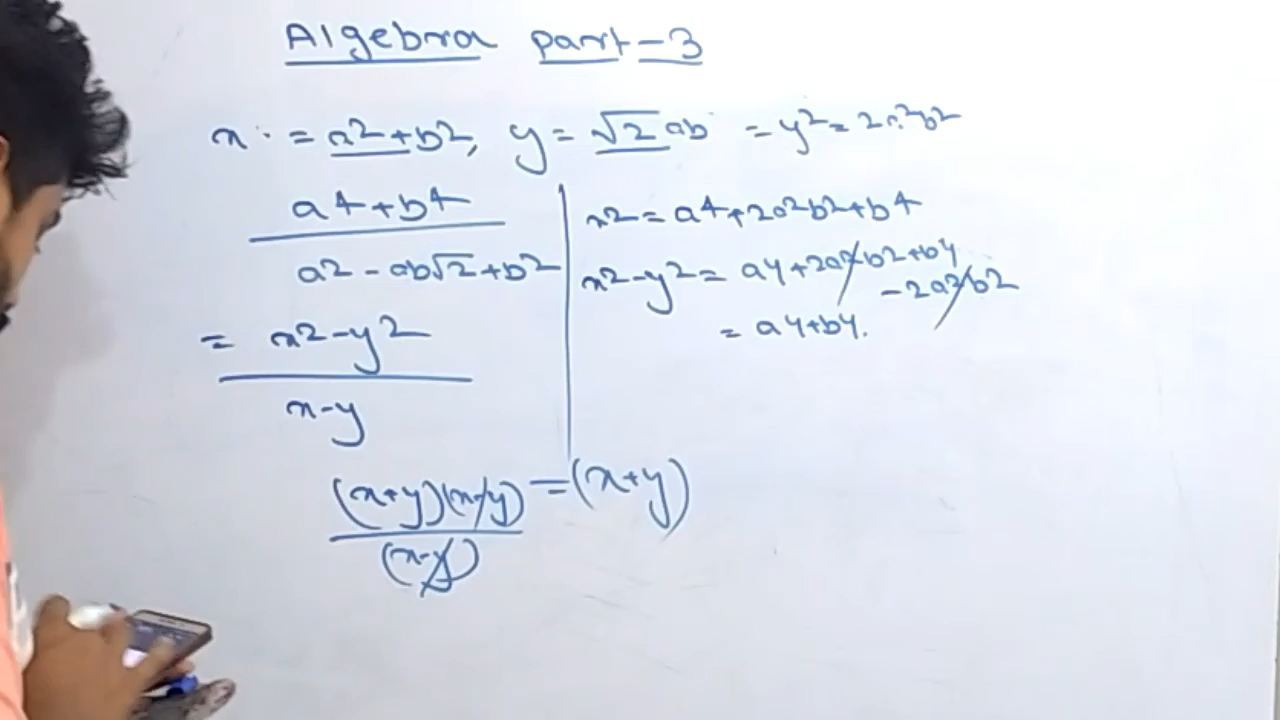 Algebra part-3
x = a²+b², y = √2 ab = y² = 2a²b²
a4+b4
a2 - ab√2+b2
= x2-y2
x-y
x2 = a4+2a2b2+b4
x2-y2 = a4+2a2b2+b4
-2a2b2
= a4+b4.
(x+y)(x-y) = (x+y)
(x-y)